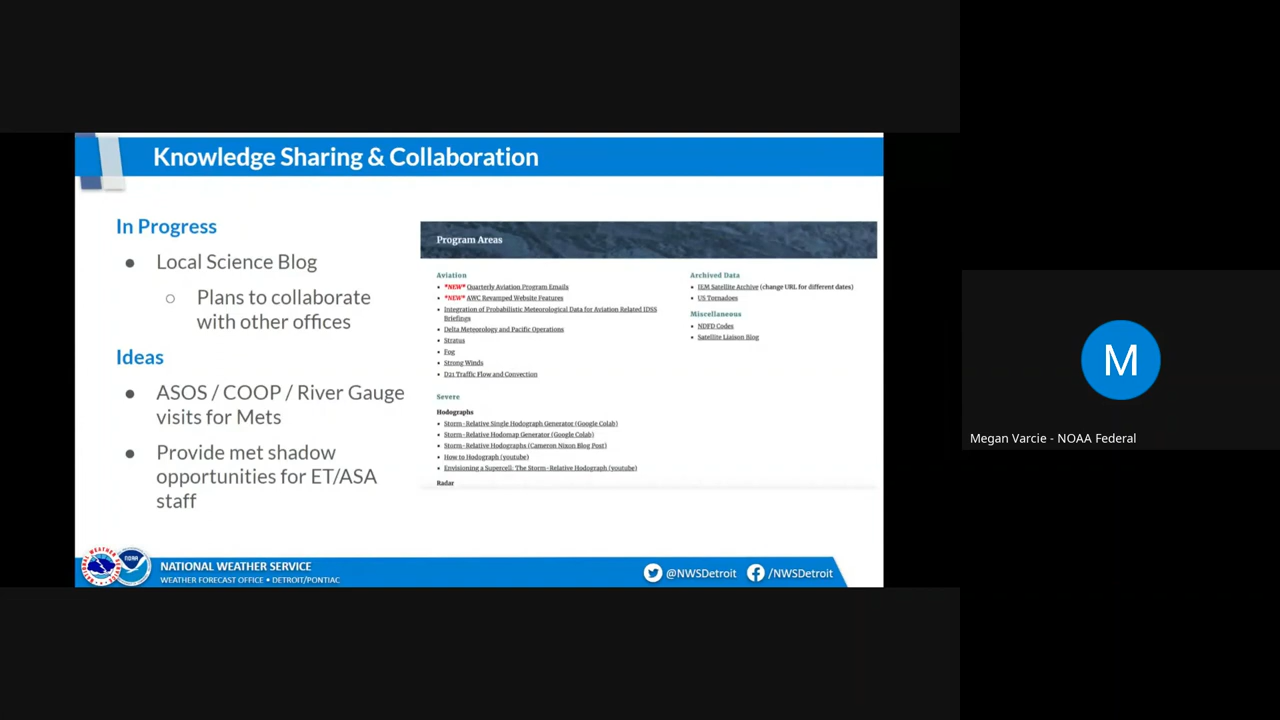 Knowledge Sharing & Collaboration
In Progress
● Local Science Blog
○ Plans to collaborate
with other offices
Ideas
● ASOS / COOP / River Gauge
visits for Mets
● Provide met shadow
opportunities for ET/ASA
staff
Program Areas
Aviation
• *NEW* Quarterly Aviation Program Emails
• *NEW* AWC Revamped Website Features
• Integration of Probabilistic Meteorological Data for Aviation Related IDSS
Briefings
• Delta Meteorology and Pacific Operations
• Stratus
• Fog
• Strong Winds
• D21 Traffic Flow and Convection
Severe
Hodographs
• Storm-Relative Single Hodograph Generator (Google Colab)
• Storm-Relative Hodomap Generator (Google Colab)
• Storm-Relative Hodographs (Cameron Nixon Blog Post)
• How to Hodograph (youtube)
• Envisioning a Supercell: The Storm-Relative Hodograph (youtube)
Radar
Archived Data
• IEM Satellite Archive (change URL for different dates)
• US Tornadoes
Miscellaneous
• NDFD Codes
• Satellite Liaison Blog
NOAA
NATIONAL WEATHER SERVICE
WEATHER FORECAST OFFICE • DETROIT/PONTIAC
@NWSDetroit
/NWSDetroit
M
Megan Varcie - NOAA Federal